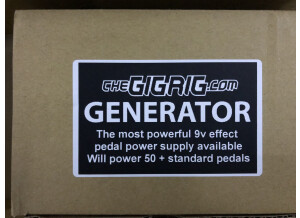 THEGIGRIG.COM
GENERATOR
The most powerful 9v effect
pedal power supply available
Will power 50 + standard pedals